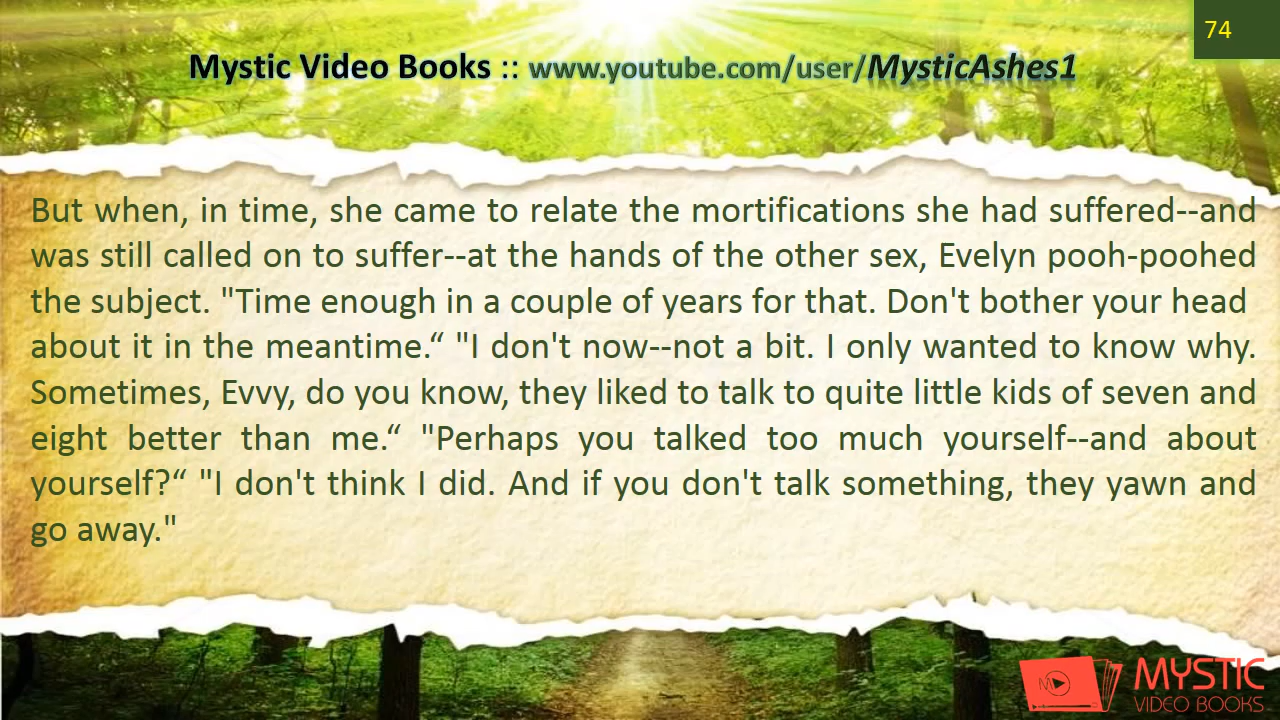 74
Mystic Video Books :: www.youtube.com/user/MysticAshes1
But when, in time, she came to relate the mortifications she had suffered--and
was still called on to suffer--at the hands of the other sex, Evelyn pooh-poohed
the subject. "Time enough in a couple of years for that. Don't bother your head
about it in the meantime.“ "I don't now--not a bit. I only wanted to know why.
Sometimes, Evvy, do you know, they liked to talk to quite little kids of seven and
eight better than me.“ "Perhaps you talked too much yourself--and about
yourself?“ "I don't think I did. And if you don't talk something, they yawn and
go away."
MYSTIC
VIDEO BOOKS